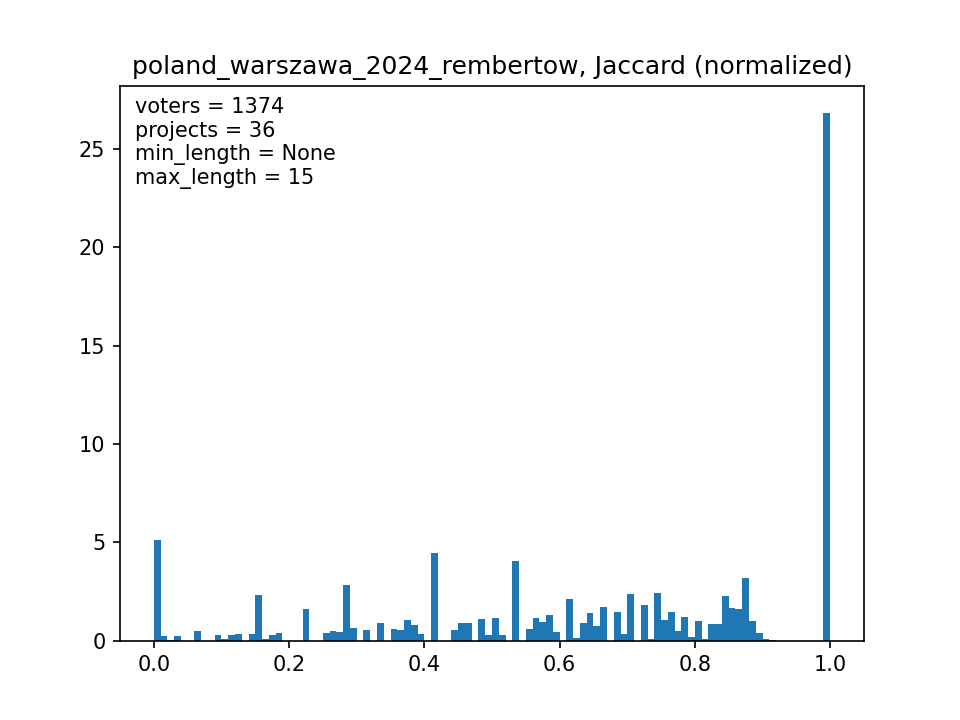 poland_warszawa_2024_rembertow, Jaccard (normalized)
voters = 1374
projects = 36
min_length = None
max_length = 15
25
20
15
10
5
0
0.0 0.2 0.4 0.6 0.8 1.0